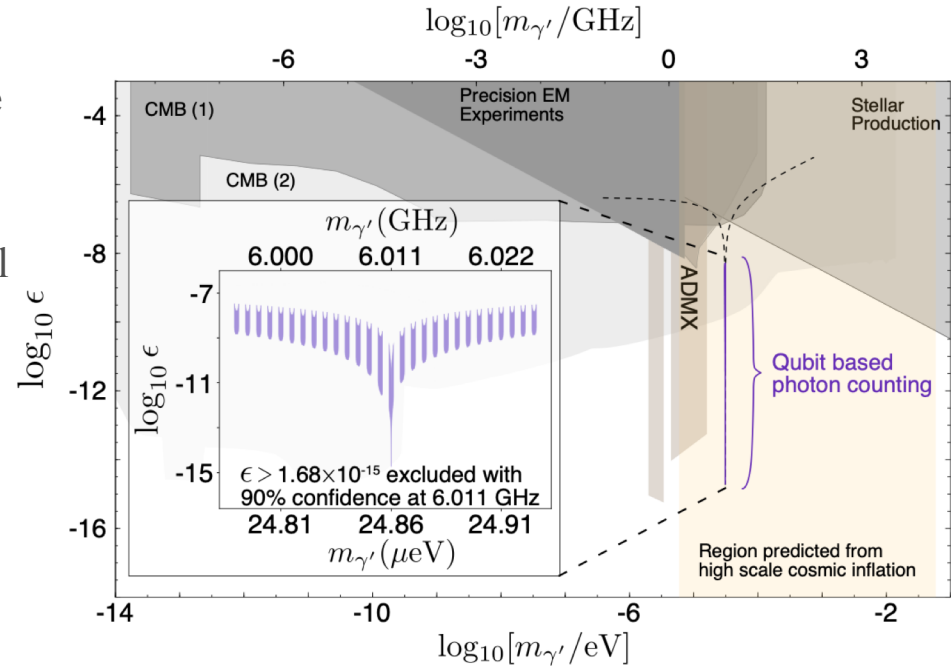 log₁₀[mγ′/GHz]
-6 -3 0 3
e
-4
CMB (1)
Precision EM
Experiments
Stellar
Production
CMB (2)
mγ′(GHz)
6.000 6.011 6.022
l
-8
-7
ADMX
log₁₀ ϵ
log₁₀ ϵ
Qubit based
photon counting
-11
-12
-15
ϵ > 1.68×10⁻¹⁵ excluded with
90% confidence at 6.011 GHz
24.81 24.86 24.91
-16
mγ′(μeV)
Region predicted from
high scale cosmic inflation
-14 -10 -6 -2
log₁₀[mγ′/eV]